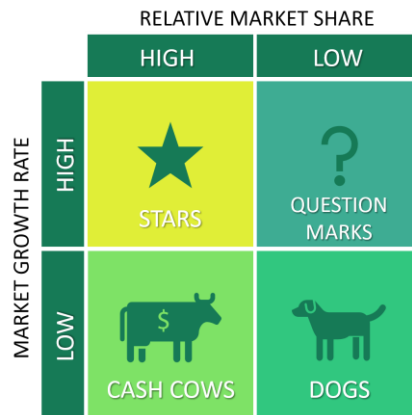 RELATIVE MARKET SHARE
HIGH LOW
MARKET GROWTH RATE
HIGH
STARS
?
QUESTION
MARKS
LOW
$
CASH COWS
DOGS